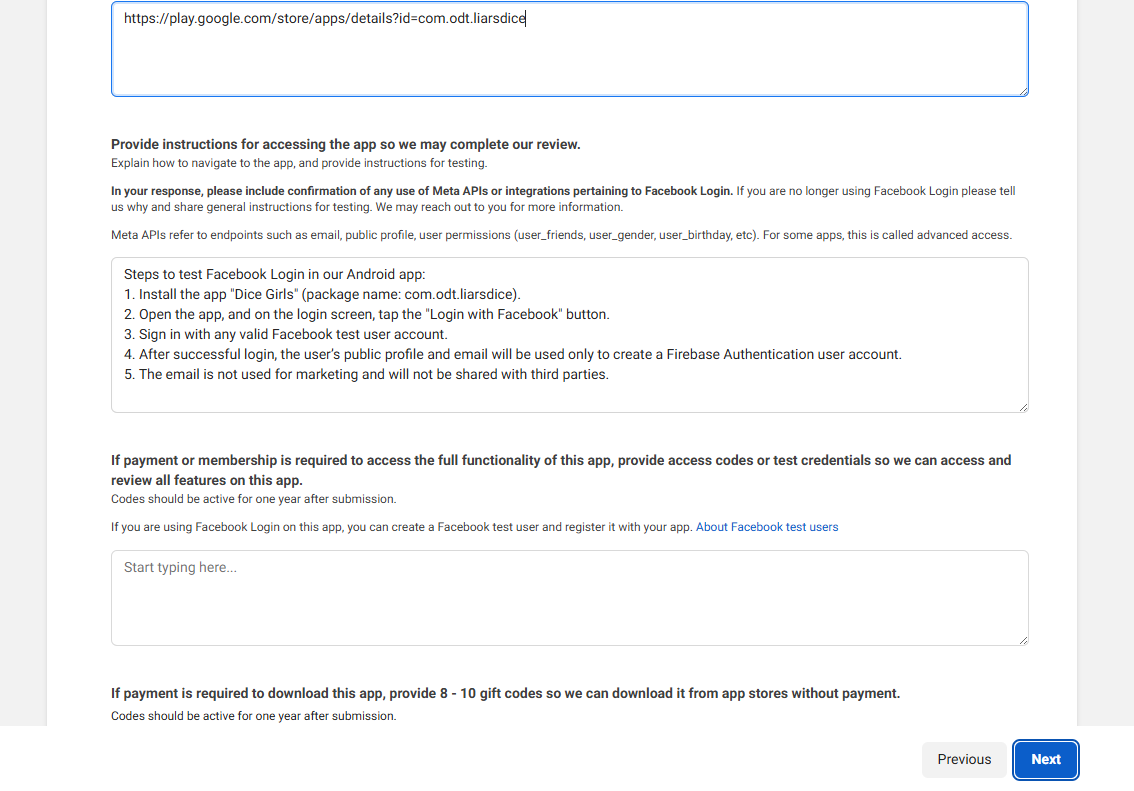 https://play.google.com/store/apps/details?id=com.odt.liarsdice
Provide instructions for accessing the app so we may complete our review.
Explain how to navigate to the app, and provide instructions for testing.
In your response, please include confirmation of any use of Meta APIs or integrations pertaining to Facebook Login. If you are no longer using Facebook Login please tell
us why and share general instructions for testing. We may reach out to you for more information.
Meta APIs refer to endpoints such as email, public profile, user permissions (user_friends, user_gender, user_birthday, etc). For some apps, this is called advanced access.
Steps to test Facebook Login in our Android app:
1. Install the app "Dice Girls" (package name: com.odt.liarsdice).
2. Open the app, and on the login screen, tap the "Login with Facebook" button.
3. Sign in with any valid Facebook test user account.
4. After successful login, the user's public profile and email will be used only to create a Firebase Authentication user account.
5. The email is not used for marketing and will not be shared with third parties.
If payment or membership is required to access the full functionality of this app, provide access codes or test credentials so we can access and
review all features on this app.
Codes should be active for one year after submission.
If you are using Facebook Login on this app, you can create a Facebook test user and register it with your app. About Facebook test users
Start typing here...
If payment is required to download this app, provide 8 - 10 gift codes so we can download it from app stores without payment.
Codes should be active for one year after submission.
Previous
Next